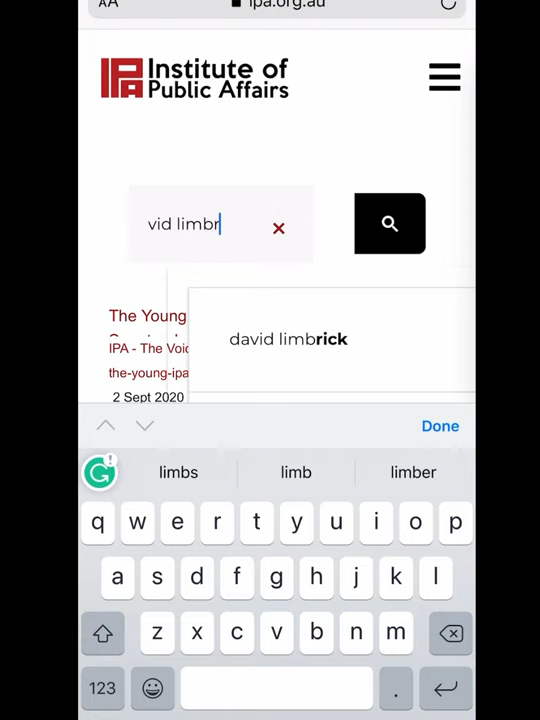 AA ipa.org.au
IPA Institute of
Public Affairs
vid limbr
The Young
david limbrick
IPA - The Voic
the-young-ipa
2 Sept 2020
Done
G ! limbs limb limber
q w e r t y u i o p
a s d f g h j k l
z x c v b n m
123 .